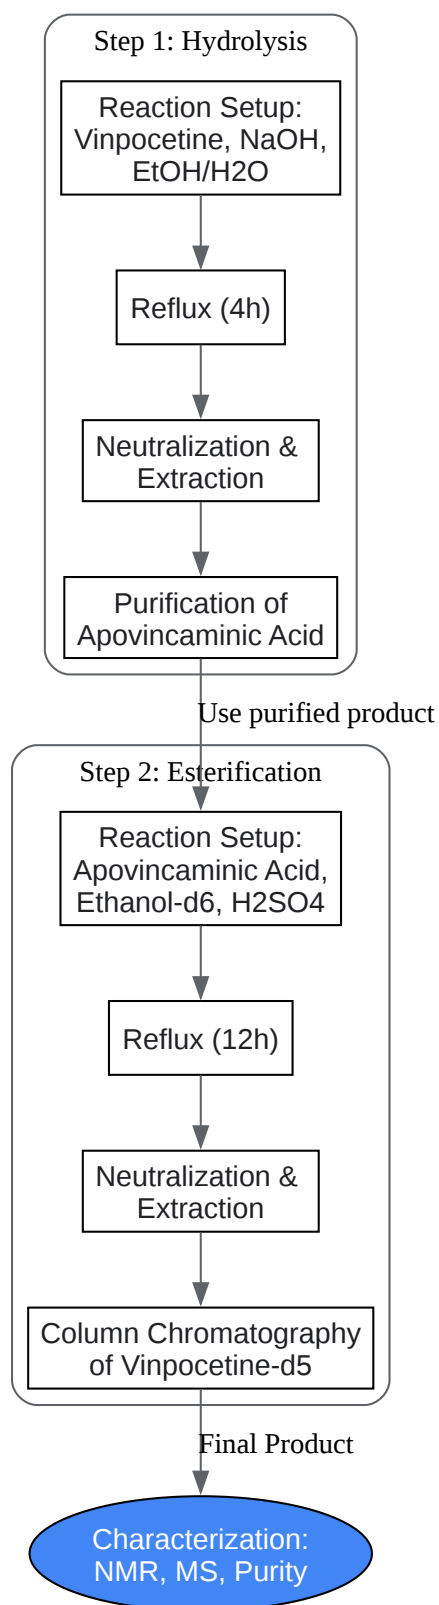 Step 1: Hydrolysis
Reaction Setup:
Vinpocetine, NaOH,
EtOH/H2O
Reflux (4h)
Neutralization &
Extraction
Purification of
Apovincaminic Acid
Use purified product
Step 2: Esterification
Reaction Setup:
Apovincaminic Acid,
Ethanol-d6, H2SO4
Reflux (12h)
Neutralization &
Extraction
Column Chromatography
of Vinpocetine-d5
Final Product
Characterization:
NMR, MS, Purity